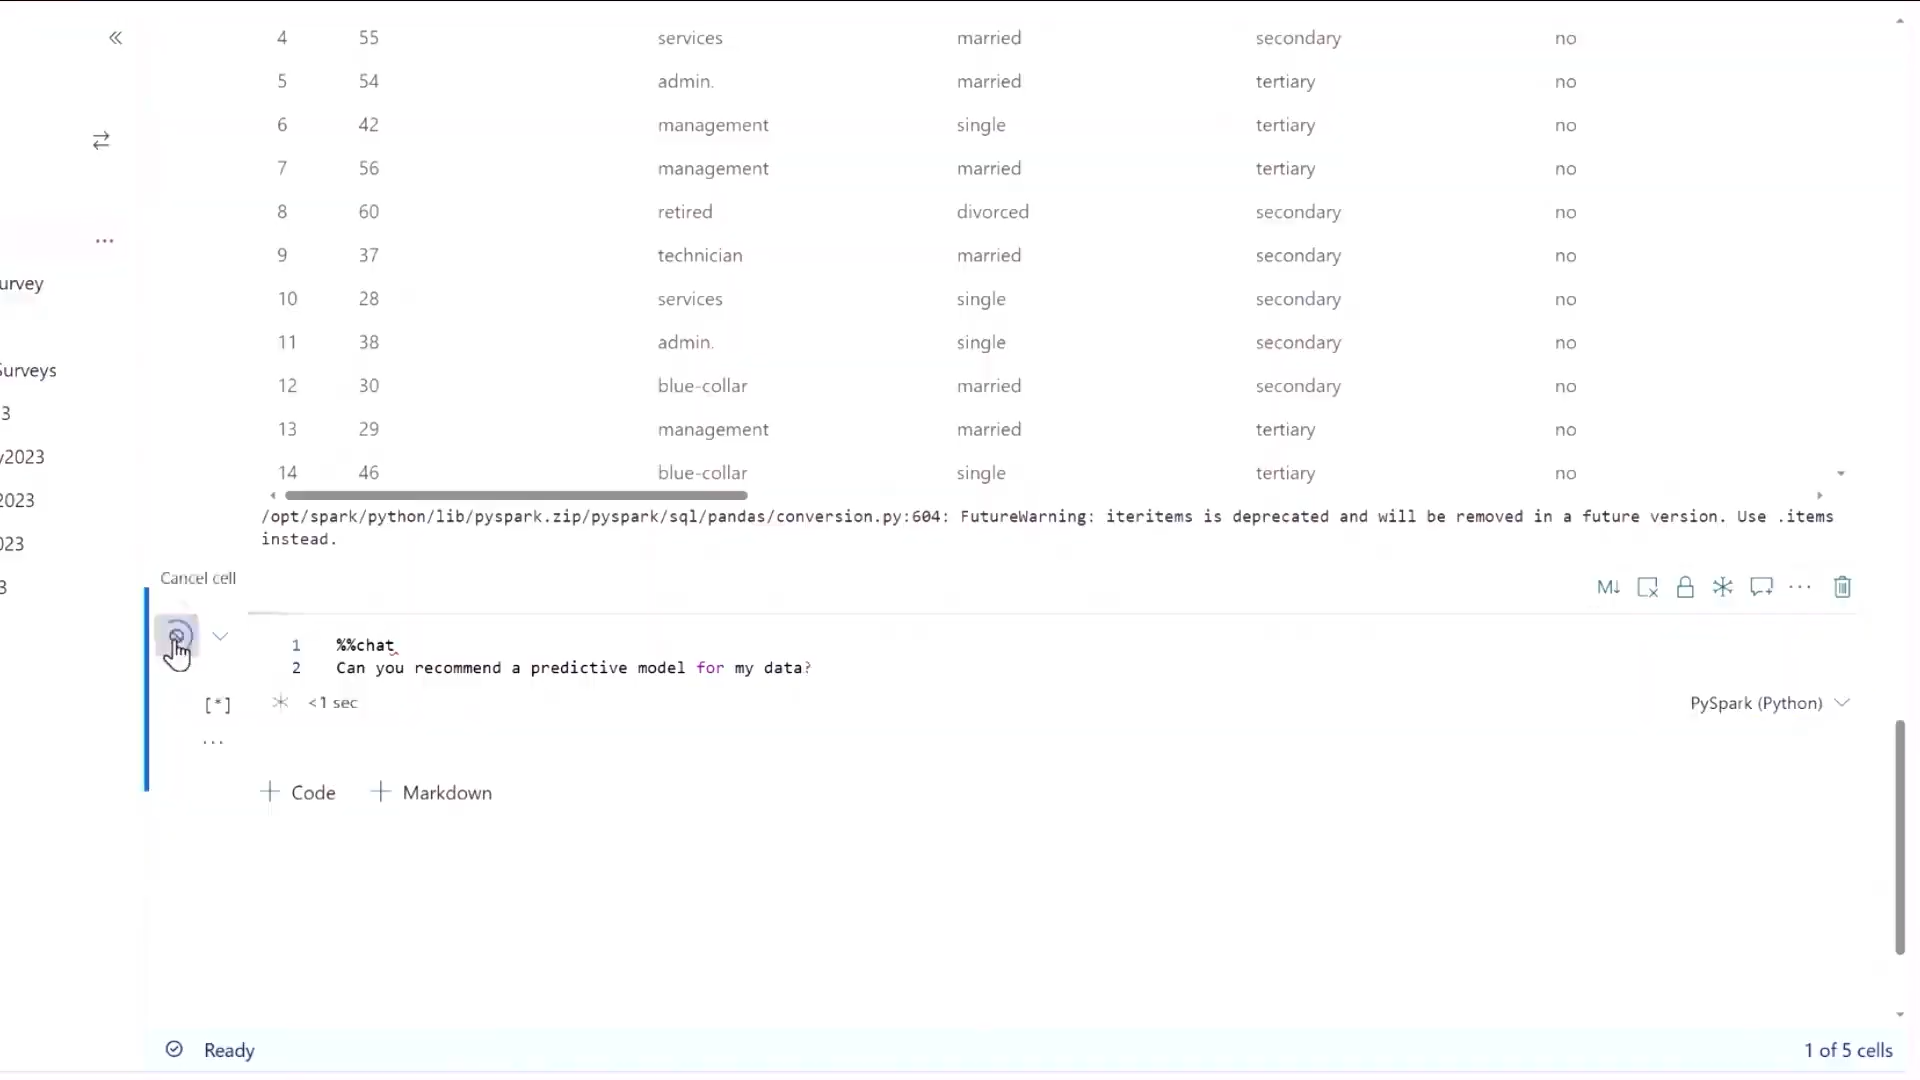 4 55 services married secondary no
5 54 admin. married tertiary no
6 42 management single tertiary no
7 56 management married tertiary no
8 60 retired divorced secondary no
9 37 technician married secondary no
10 28 services single secondary no
11 38 admin. single secondary no
12 30 blue-collar married secondary no
13 29 management married tertiary no
14 46 blue-collar single tertiary no
urvey
Surveys
3
y2023
2023
023
3
/opt/spark/python/lib/pyspark.zip/pyspark/sql/pandas/conversion.py:604: FutureWarning: iteritems is deprecated and will be removed in a future version. Use .items
instead.
Cancel cell
M↓
1 %%chat
2 Can you recommend a predictive model for my data?
[*] <1 sec PySpark (Python)
+ Code + Markdown
Ready 1 of 5 cells